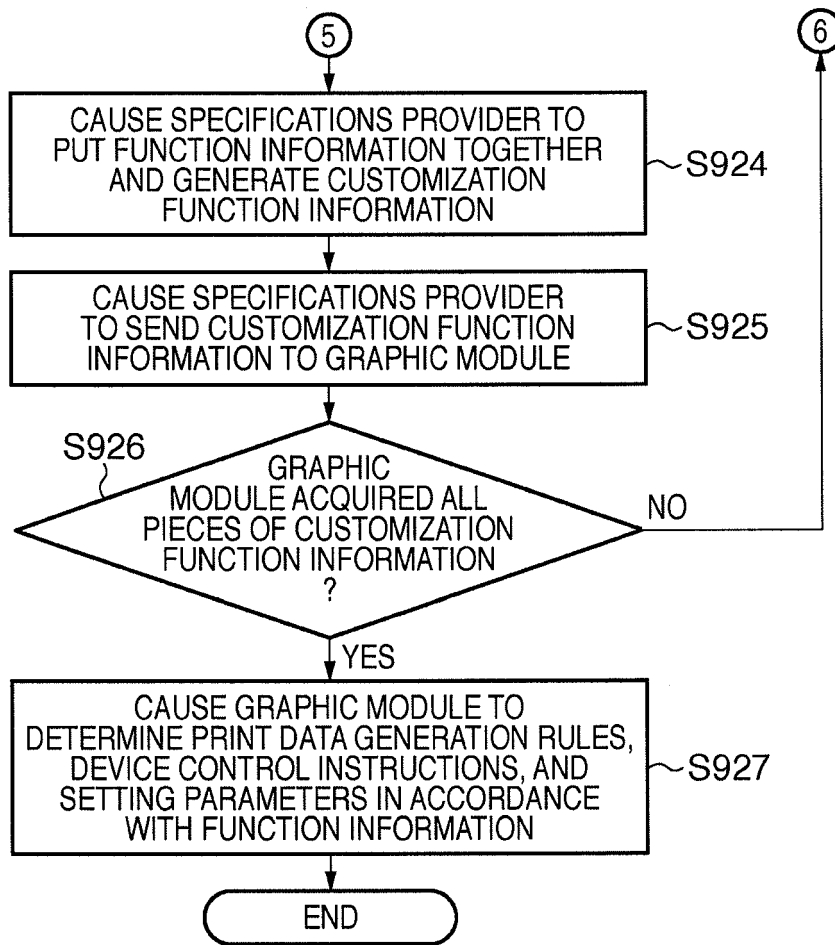 5
6
CAUSE SPECIFICATIONS PROVIDER TO
PUT FUNCTION INFORMATION TOGETHER
AND GENERATE CUSTOMIZATION
FUNCTION INFORMATION
S924
CAUSE SPECIFICATIONS PROVIDER
TO SEND CUSTOMIZATION FUNCTION
INFORMATION TO GRAPHIC MODULE
S925
S926
GRAPHIC
MODULE ACQUIRED ALL
PIECES OF CUSTOMIZATION
FUNCTION INFORMATION
?
NO
YES
CAUSE GRAPHIC MODULE TO
DETERMINE PRINT DATA GENERATION RULES,
DEVICE CONTROL INSTRUCTIONS, AND
SETTING PARAMETERS IN ACCORDANCE
WITH FUNCTION INFORMATION
S927
END